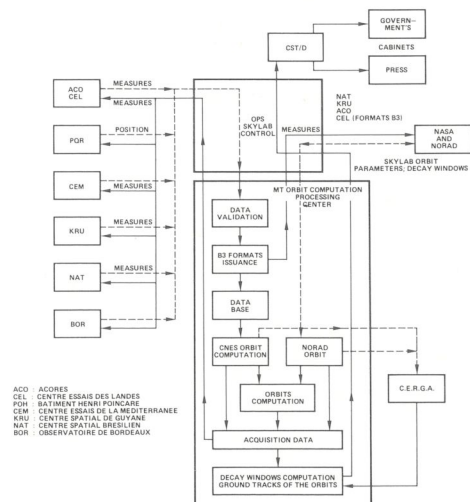 GOVERN-
MENT'S
CST/D
CABINETS
PRESS
ACO
CEL
MEASURES
MEASURES
OPS
SKYLAB
CONTROL
MEASURES
NAT
KRU
ACO
CEL (FORMATS B3)
NASA
AND
NORAD
SKYLAB ORBIT
PARAMETERS; DECAY WINDOWS
PQR
POSITION
CEM
MEASURES
KRU
MEASURES
NAT
MEASURES
BOR
MT ORBIT COMPUTATION
PROCESSING
CENTER
DATA
VALIDATION
B3 FORMATS
ISSUANCE
DATA
BASE
CNES ORBIT
COMPUTATION
NORAD
ORBIT
ORBITS
COMPUTATION
C.E.R.G.A.
ACQUISITION DATA
DECAY WINDOWS COMPUTATION
GROUND TRACKS OF THE ORBITS
ACO : ACORES
CEL : CENTRE ESSAIS DES LANDES
POH : BATIMENT HENRI POINCARE
CEM : CENTRE ESSAIS DE LA MEDITERRANEE
KRU : CENTRE SPATIAL DE GUYANE
NAT : CENTRE SPATIAL BRESILIEN
BOR : OBSERVATOIRE DE BORDEAUX